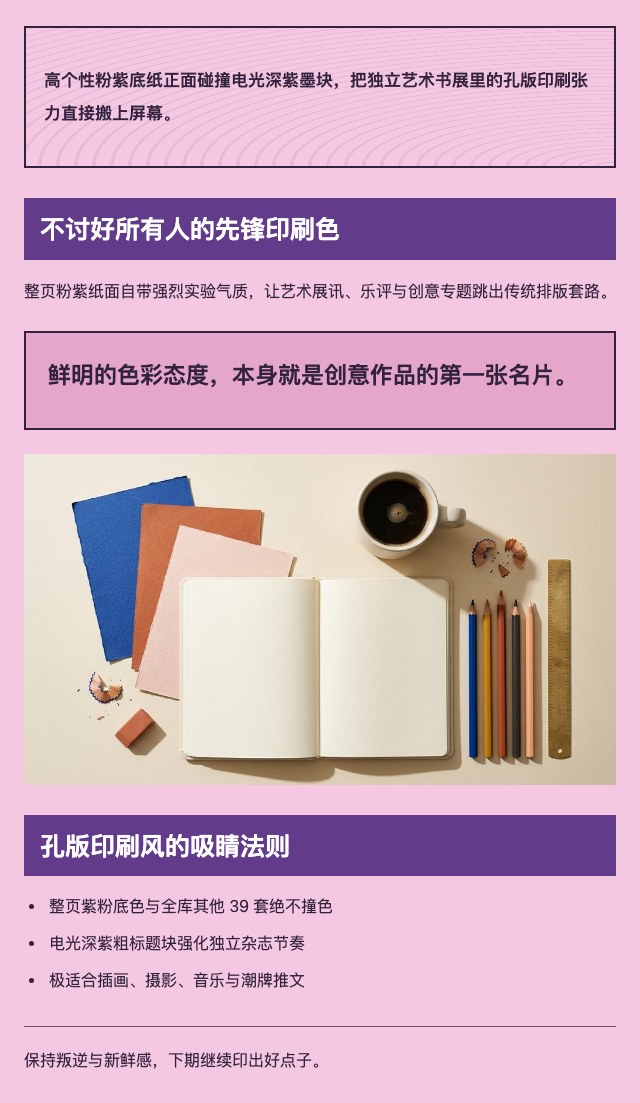 高个性粉紫底纸正面碰撞电光深紫墨块，把独立艺术书展里的孔版印刷张
力直接搬上屏幕。
不讨好所有人的先锋印刷色
整页粉紫纸面自带强烈实验气质，让艺术展讯、乐评与创意专题跳出传统排版套路。
鲜明的色彩态度，本身就是创意作品的第一张名片。
孔版印刷风的吸睛法则
• 整页紫粉底色与全库其他 39 套绝不撞色
• 电光深紫粗标题块强化独立杂志节奏
• 极适合插画、摄影、音乐与潮牌推文
保持叛逆与新鲜感，下期继续印出好点子。